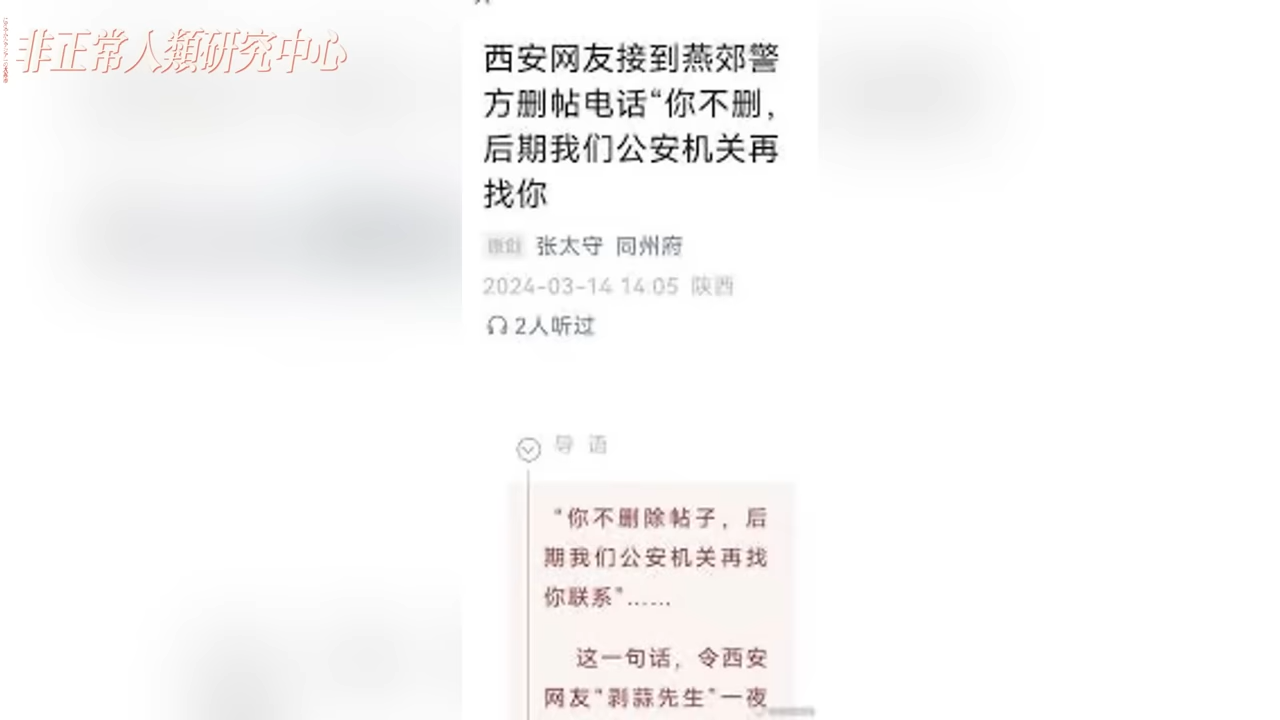 非正常人類研究中心
西安网友接到燕郊警
方删帖电话“你不删，
后期我们公安机关再
找你
原创 张太守 同州府
2024-03-14 14:05 陕西
2人听过
导 语
“你不删除帖子，后
期我们公安机关再找
你联系”……
这一句话，令西安
网友“剥蒜先生”一夜